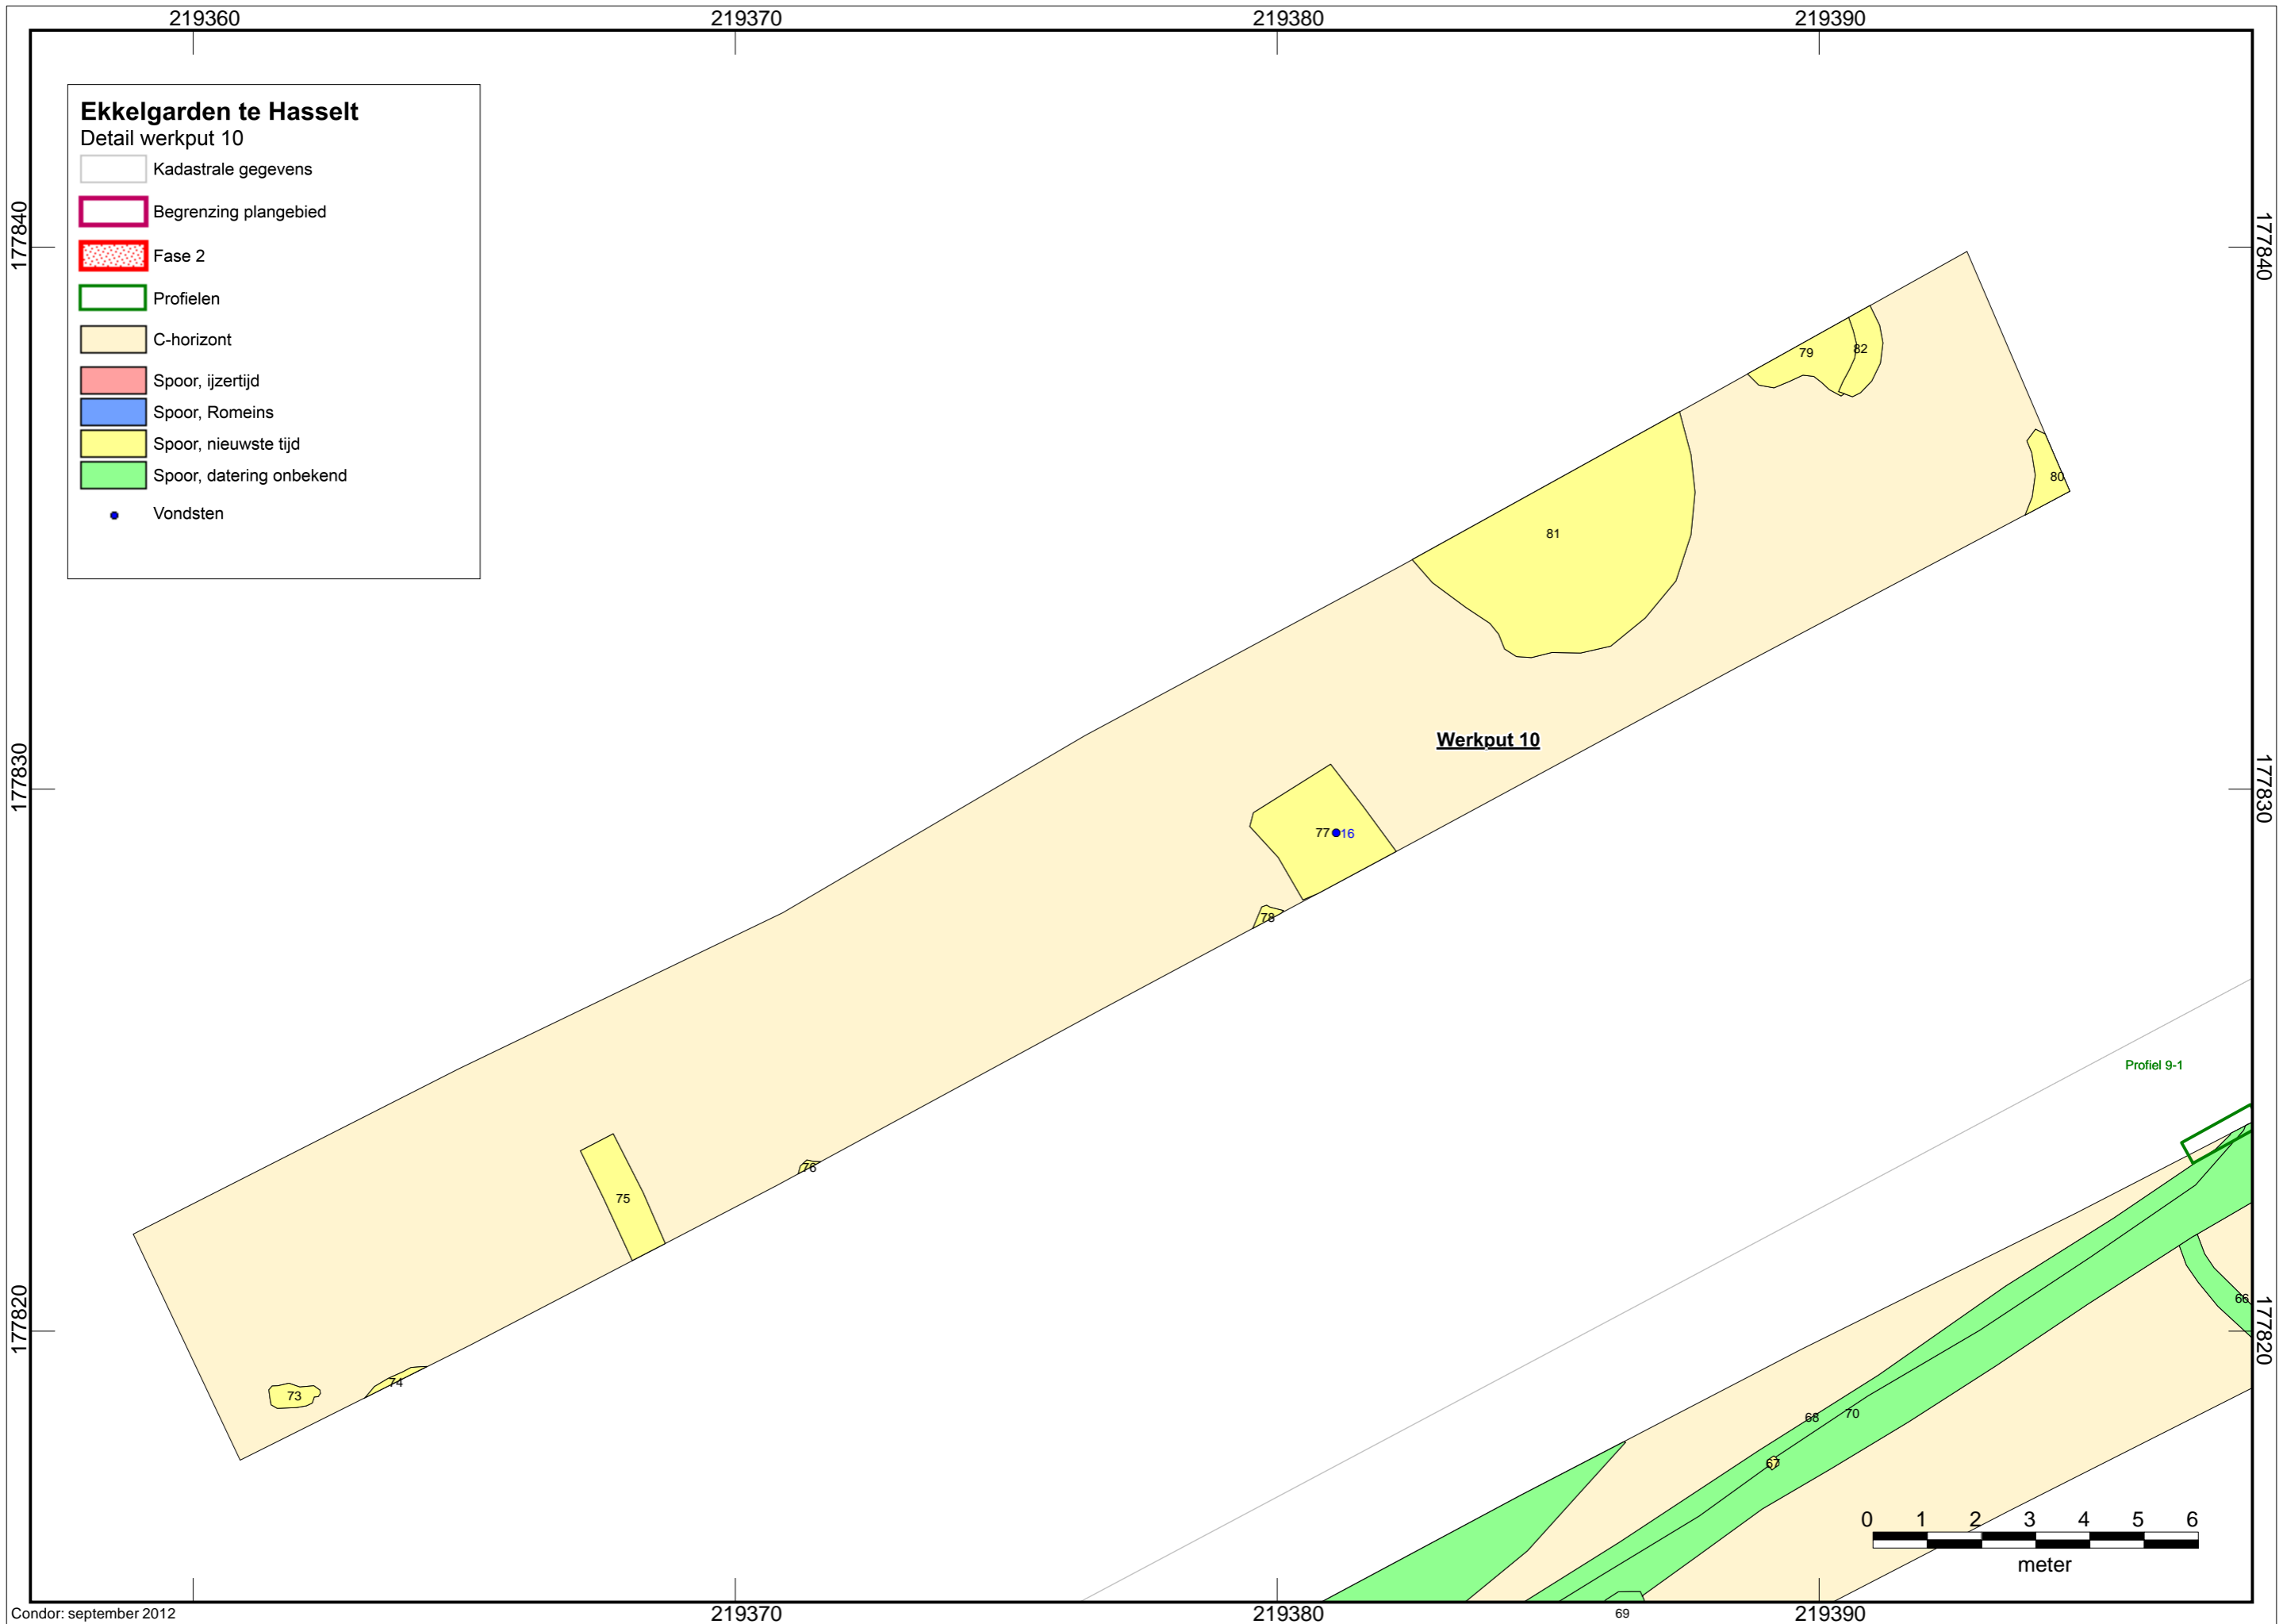 219360 219370 219380 219390
Ekkelgarden te Hasselt
Detail werkput 10
Kadastrale gegevens
Begrenzing plangebied
Fase 2
Profielen
C-horizont
Spoor, ijzertijd
Spoor, Romeins
Spoor, nieuwste tijd
Spoor, datering onbekend
Vondsten
177840 177840
82
79
80
81
Werkput 10
177830 177830
77 16
78
Profiel 9-1
76
75
66
177820 177820
74
73
70
68
67
0 1 2 3 4 5 6
meter
Condor: september 2012
219370 219380 69 219390